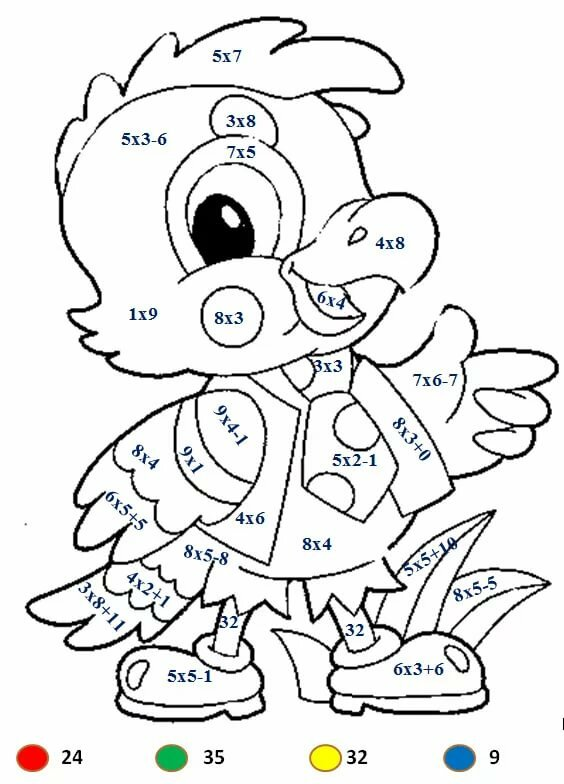 5x7
3x8
5x3-6
7x5
4x8
6x4
1x9
8x3
3x3
7x6-7
9x4-1
8x3+0
8x4
9x1
5x2-1
6x5+5
4x6
8x4
8x5-8
5x5+10
4x2+1
8x5-5
3x8+11
32
32
5x5-1
6x3+6
24 35 32 9